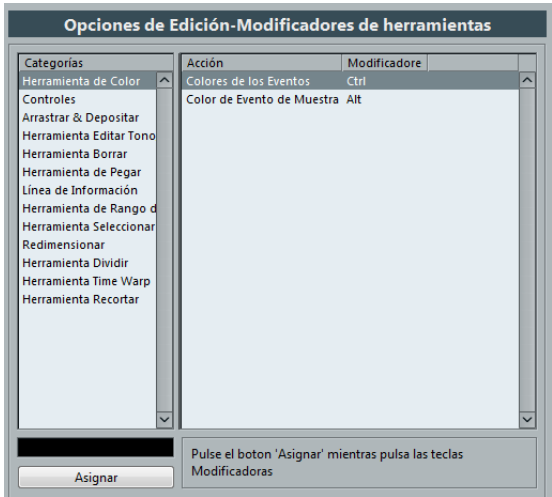 Opciones de Edición-Modificadores de herramientas
Categorías
Herramienta de Color
Controles
Arrastrar & Depositar
Herramienta Editar Tono
Herramienta Borrar
Herramienta de Pegar
Línea de Información
Herramienta de Rango d
Herramienta Seleccionar
Redimensionar
Herramienta Dividir
Herramienta Time Warp
Herramienta Recortar
Acción Modificadore
Colores de los Eventos Ctrl
Color de Evento de Muestra Alt
Asignar
Pulse el boton 'Asignar' mientras pulsa las teclas
Modificadoras